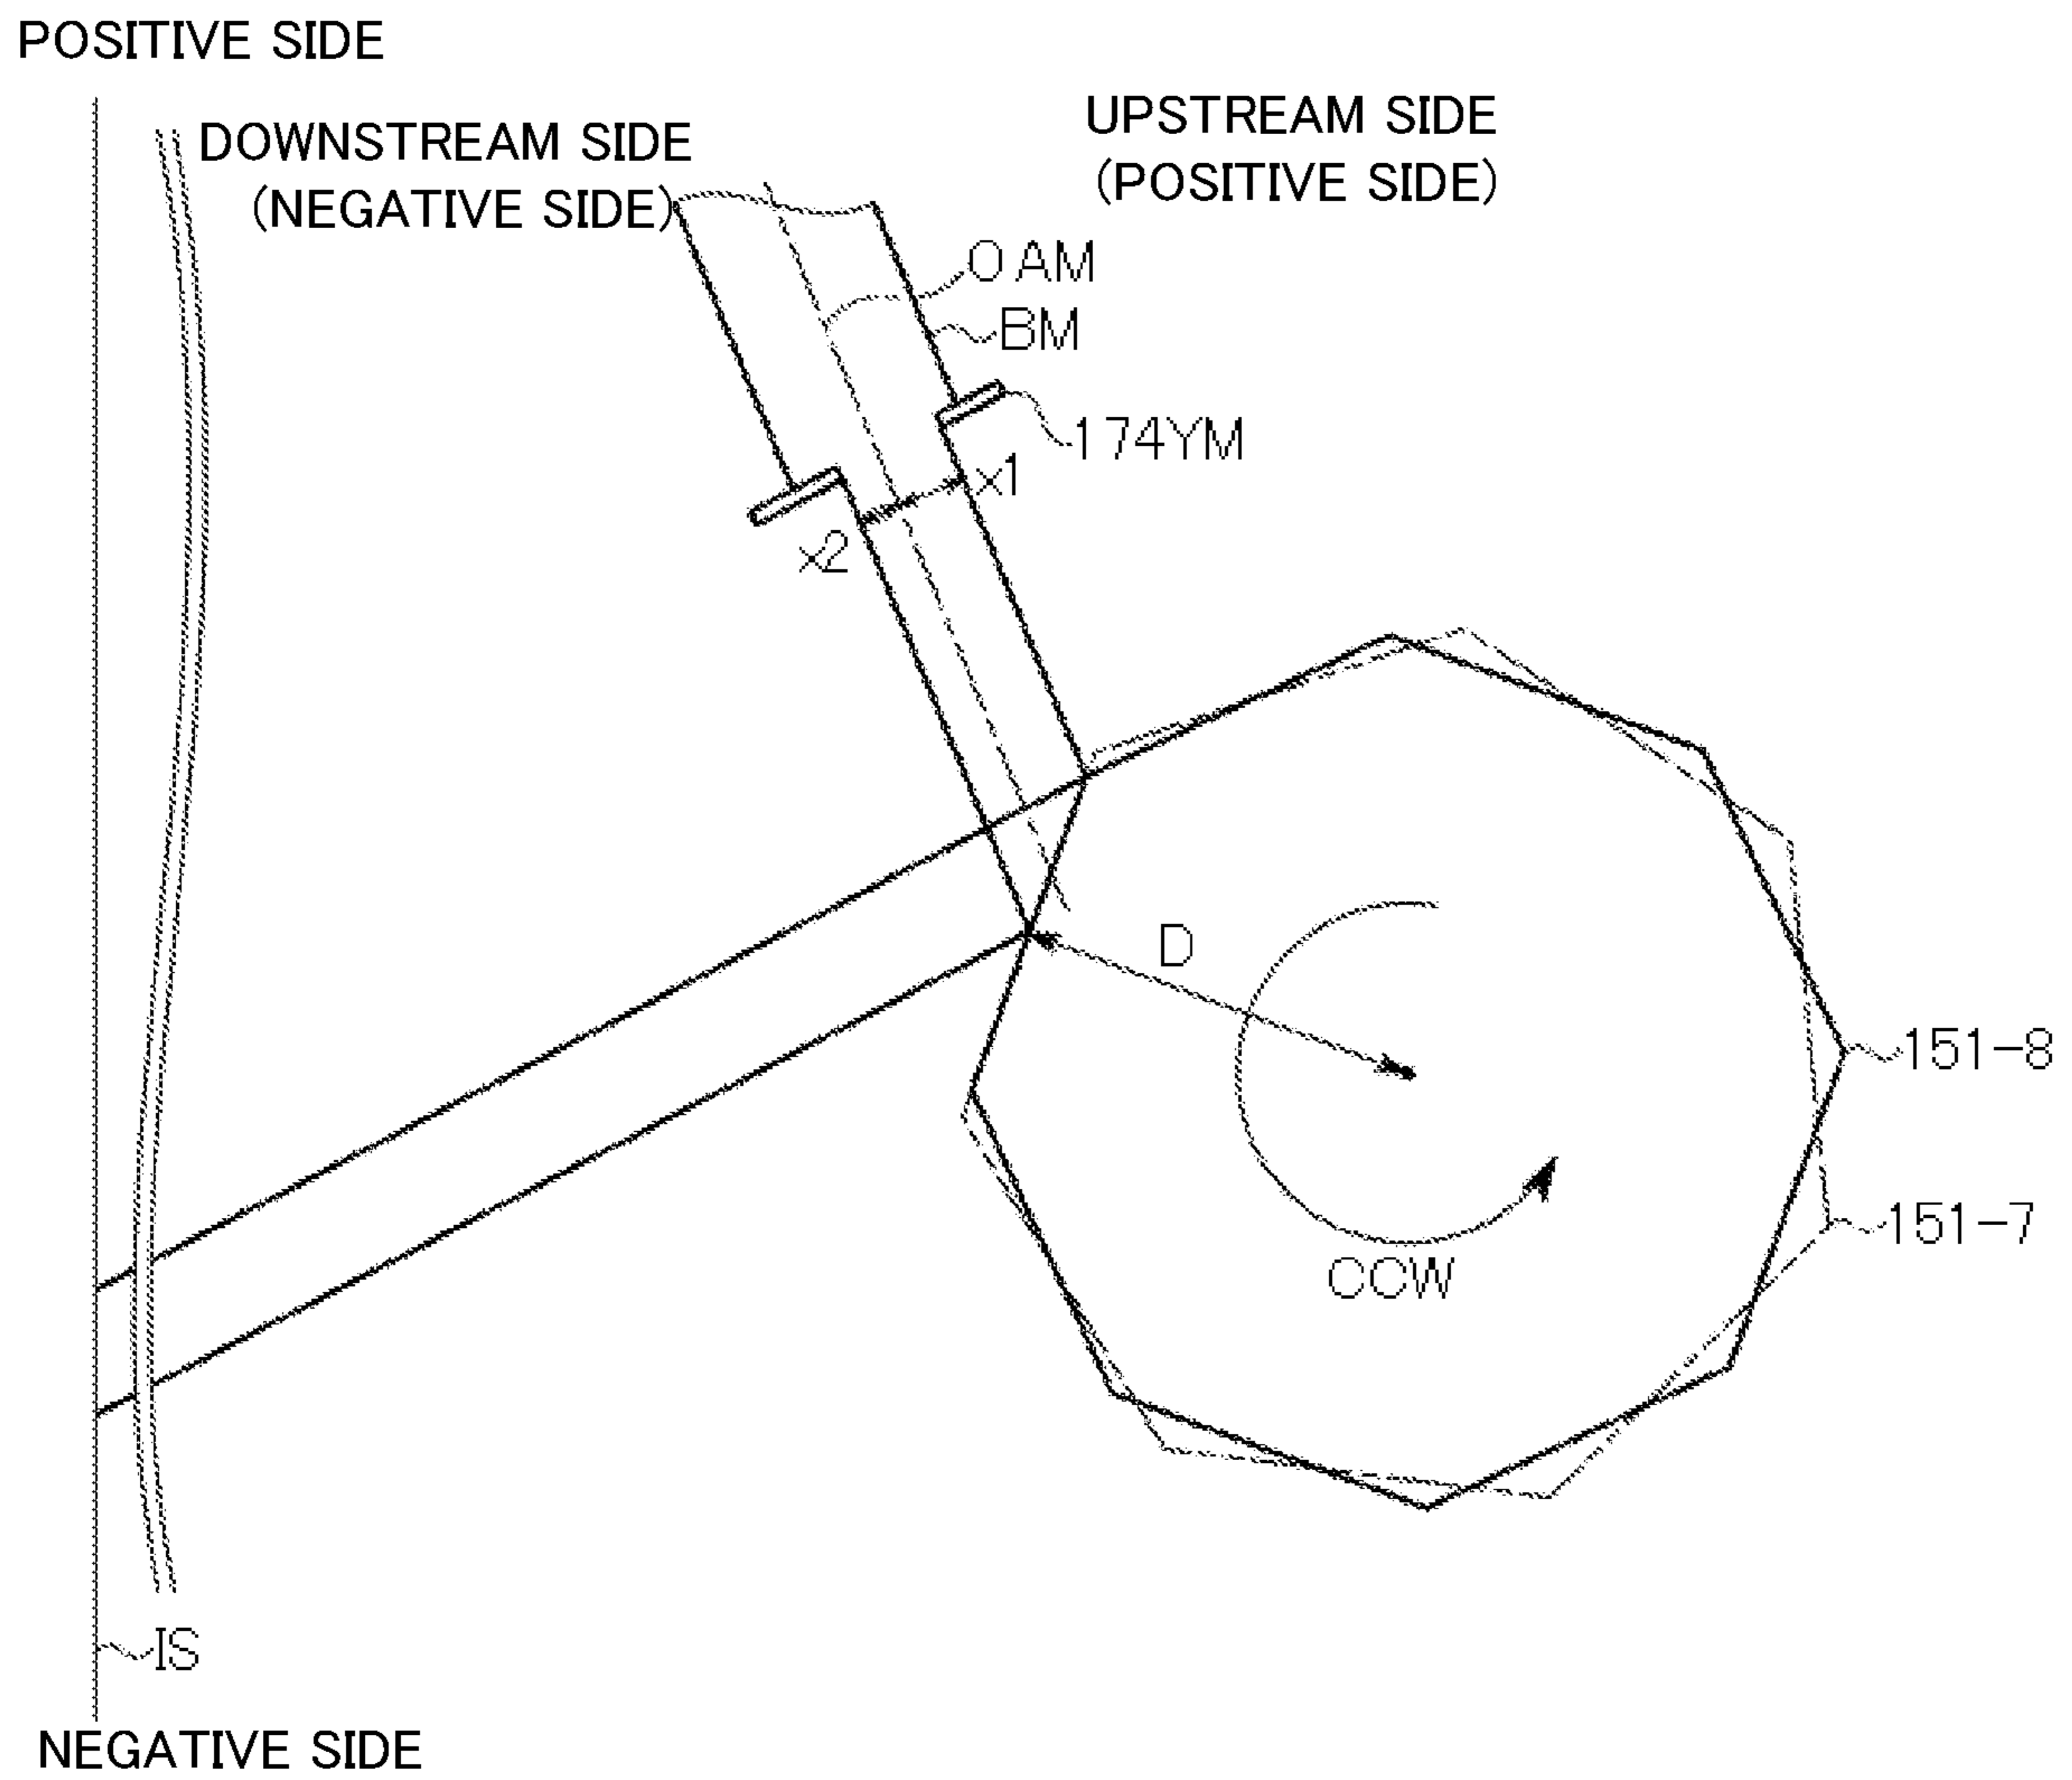 POSITIVE SIDE
DOWNSTREAM SIDE
(NEGATIVE SIDE)
UPSTREAM SIDE
(POSITIVE SIDE)
OAM
BM
174YM
x1
x2
D
151-8
151-7
CCW
IS
NEGATIVE SIDE